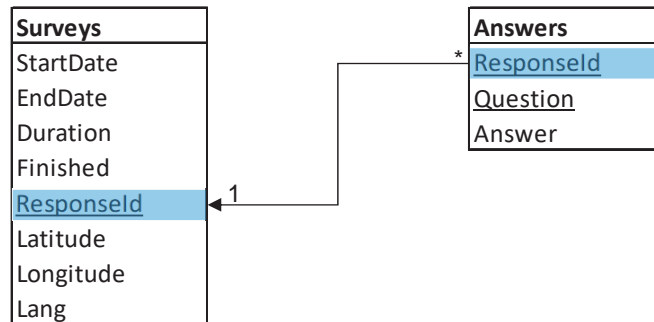 Surveys
StartDate
EndDate
Duration
Finished
ResponseId
Latitude
Longitude
Lang
1
*
Answers
ResponseId
Question
Answer